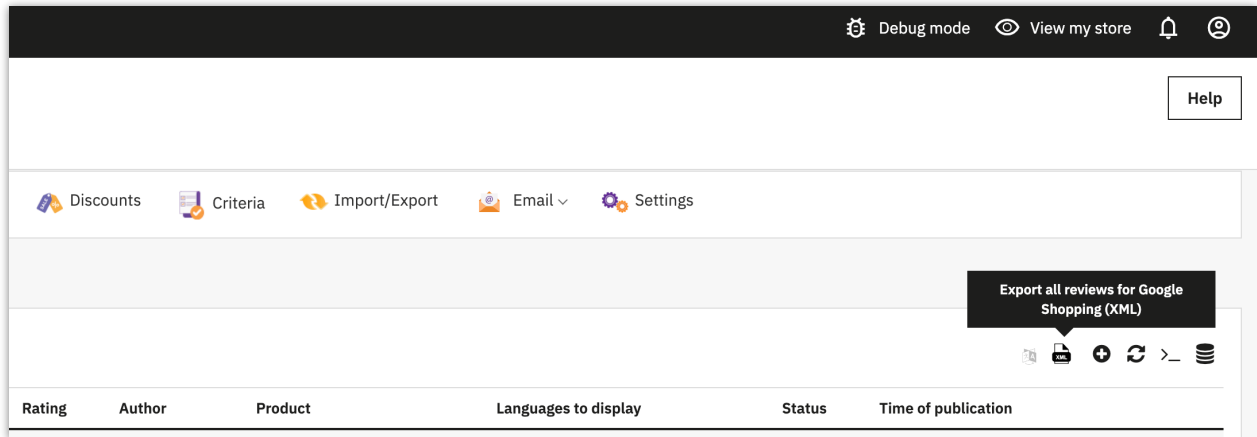 Debug mode View my store
Help
Discounts Criteria Import/Export Email Settings
Export all reviews for Google
Shopping (XML)
XML >_
Rating Author Product Languages to display Status Time of publication